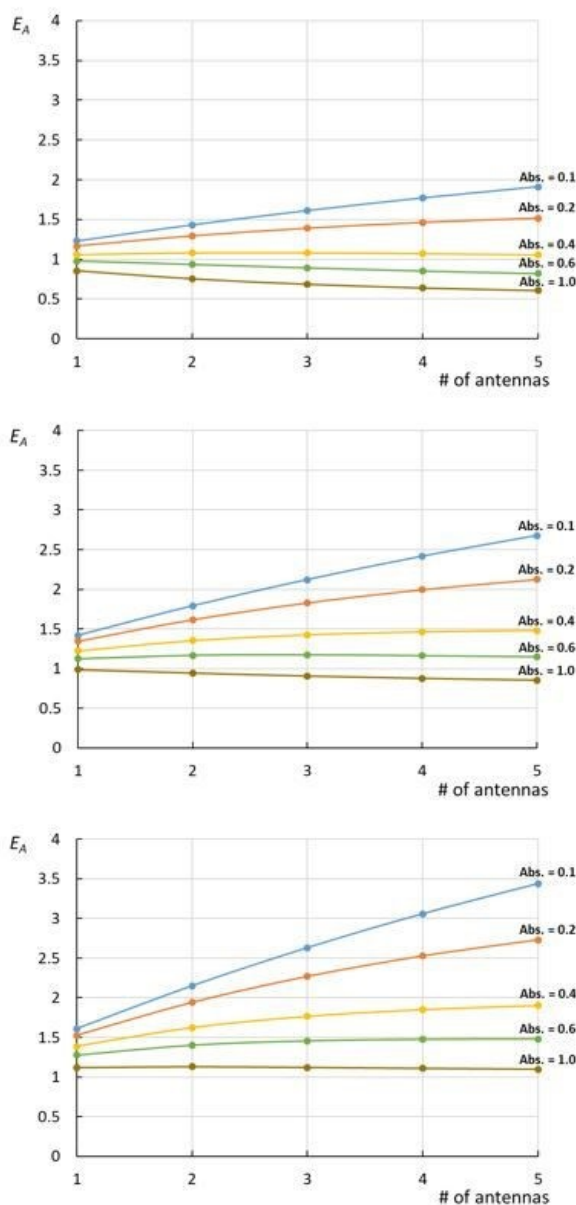 E_A
4
3.5
3
2.5
2
1.5
1
0.5
0
Abs. = 0.1
Abs. = 0.2
Abs. = 0.4
Abs. = 0.6
Abs. = 1.0
1 2 3 4 5
# of antennas
E_A
4
3.5
3
2.5
2
1.5
1
0.5
0
Abs. = 0.1
Abs. = 0.2
Abs. = 0.4
Abs. = 0.6
Abs. = 1.0
1 2 3 4 5
# of antennas
E_A
4
3.5
3
2.5
2
1.5
1
0.5
0
Abs. = 0.1
Abs. = 0.2
Abs. = 0.4
Abs. = 0.6
Abs. = 1.0
1 2 3 4 5
# of antennas